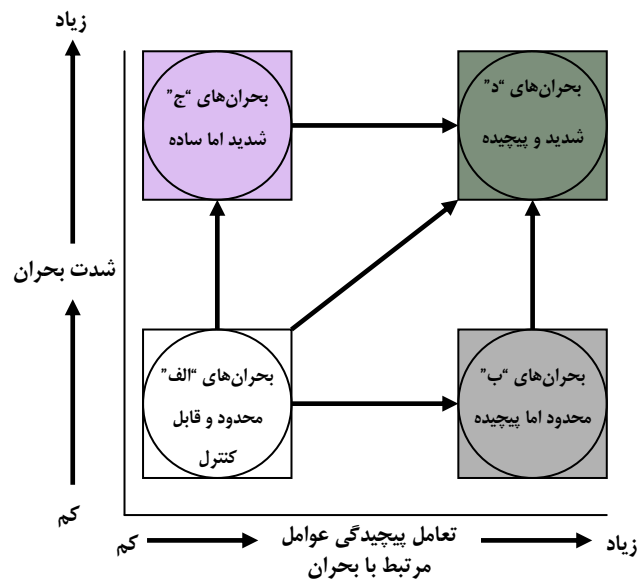 زیاد
بحران‌های “ج”
شدید اما ساده
بحران‌های “د”
شدید و پیچیده
شدت بحران
بحران‌های “الف”
محدود و قابل
کنترل
بحران‌های “ب”
محدود اما پیچیده
کم
کم
تعامل پیچیدگی عوامل
مرتبط با بحران
زیاد